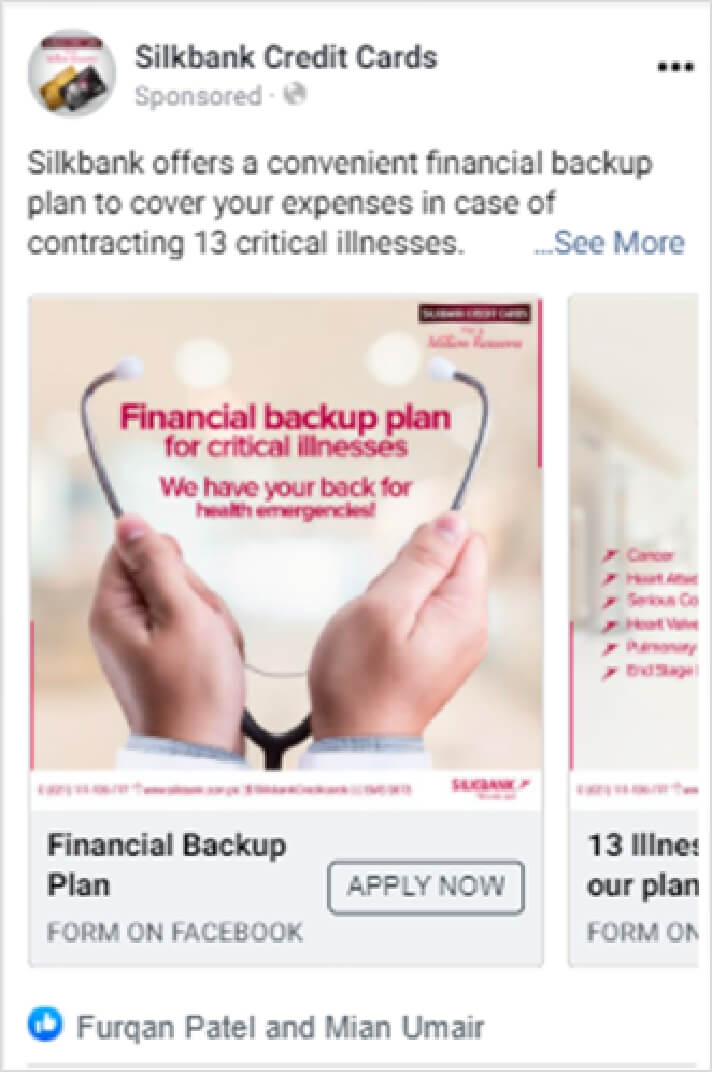 Silkbank Credit Cards
Sponsored ·
Silkbank offers a convenient financial backup
plan to cover your expenses in case of
contracting 13 critical illnesses. ...See More
SILKBANK CREDIT CARDS
Financial backup plan
for critical illnesses
We have your back for
health emergencies!
SILKBANK
Cancer
Heart Attac
Serious Co
Heart Valve
Pulmonary
End Stage
Financial Backup
Plan
APPLY NOW
FORM ON FACEBOOK
13 Illnes
our plan
FORM ON
Furqan Patel and Mian Umair